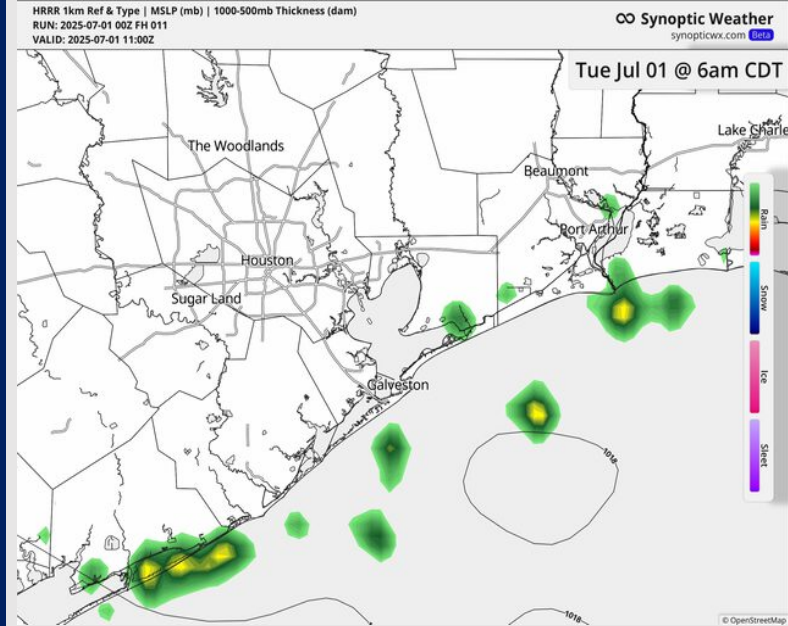 HRRR 1km Ref & Type | MSLP (mb) | 1000-500mb Thickness (dam)
RUN: 2025-07-01 00Z FH 011
VALID: 2025-07-01 11:00Z
Synoptic Weather
synopticwx.com Beta
Tue Jul 01 @ 6am CDT
The Woodlands
Lake Charle
Beaumont
Port Arthur
Houston
Sugar Land
Galveston
Rain
Snow
Ice
Sleet
1018
1018
© OpenStreetMap